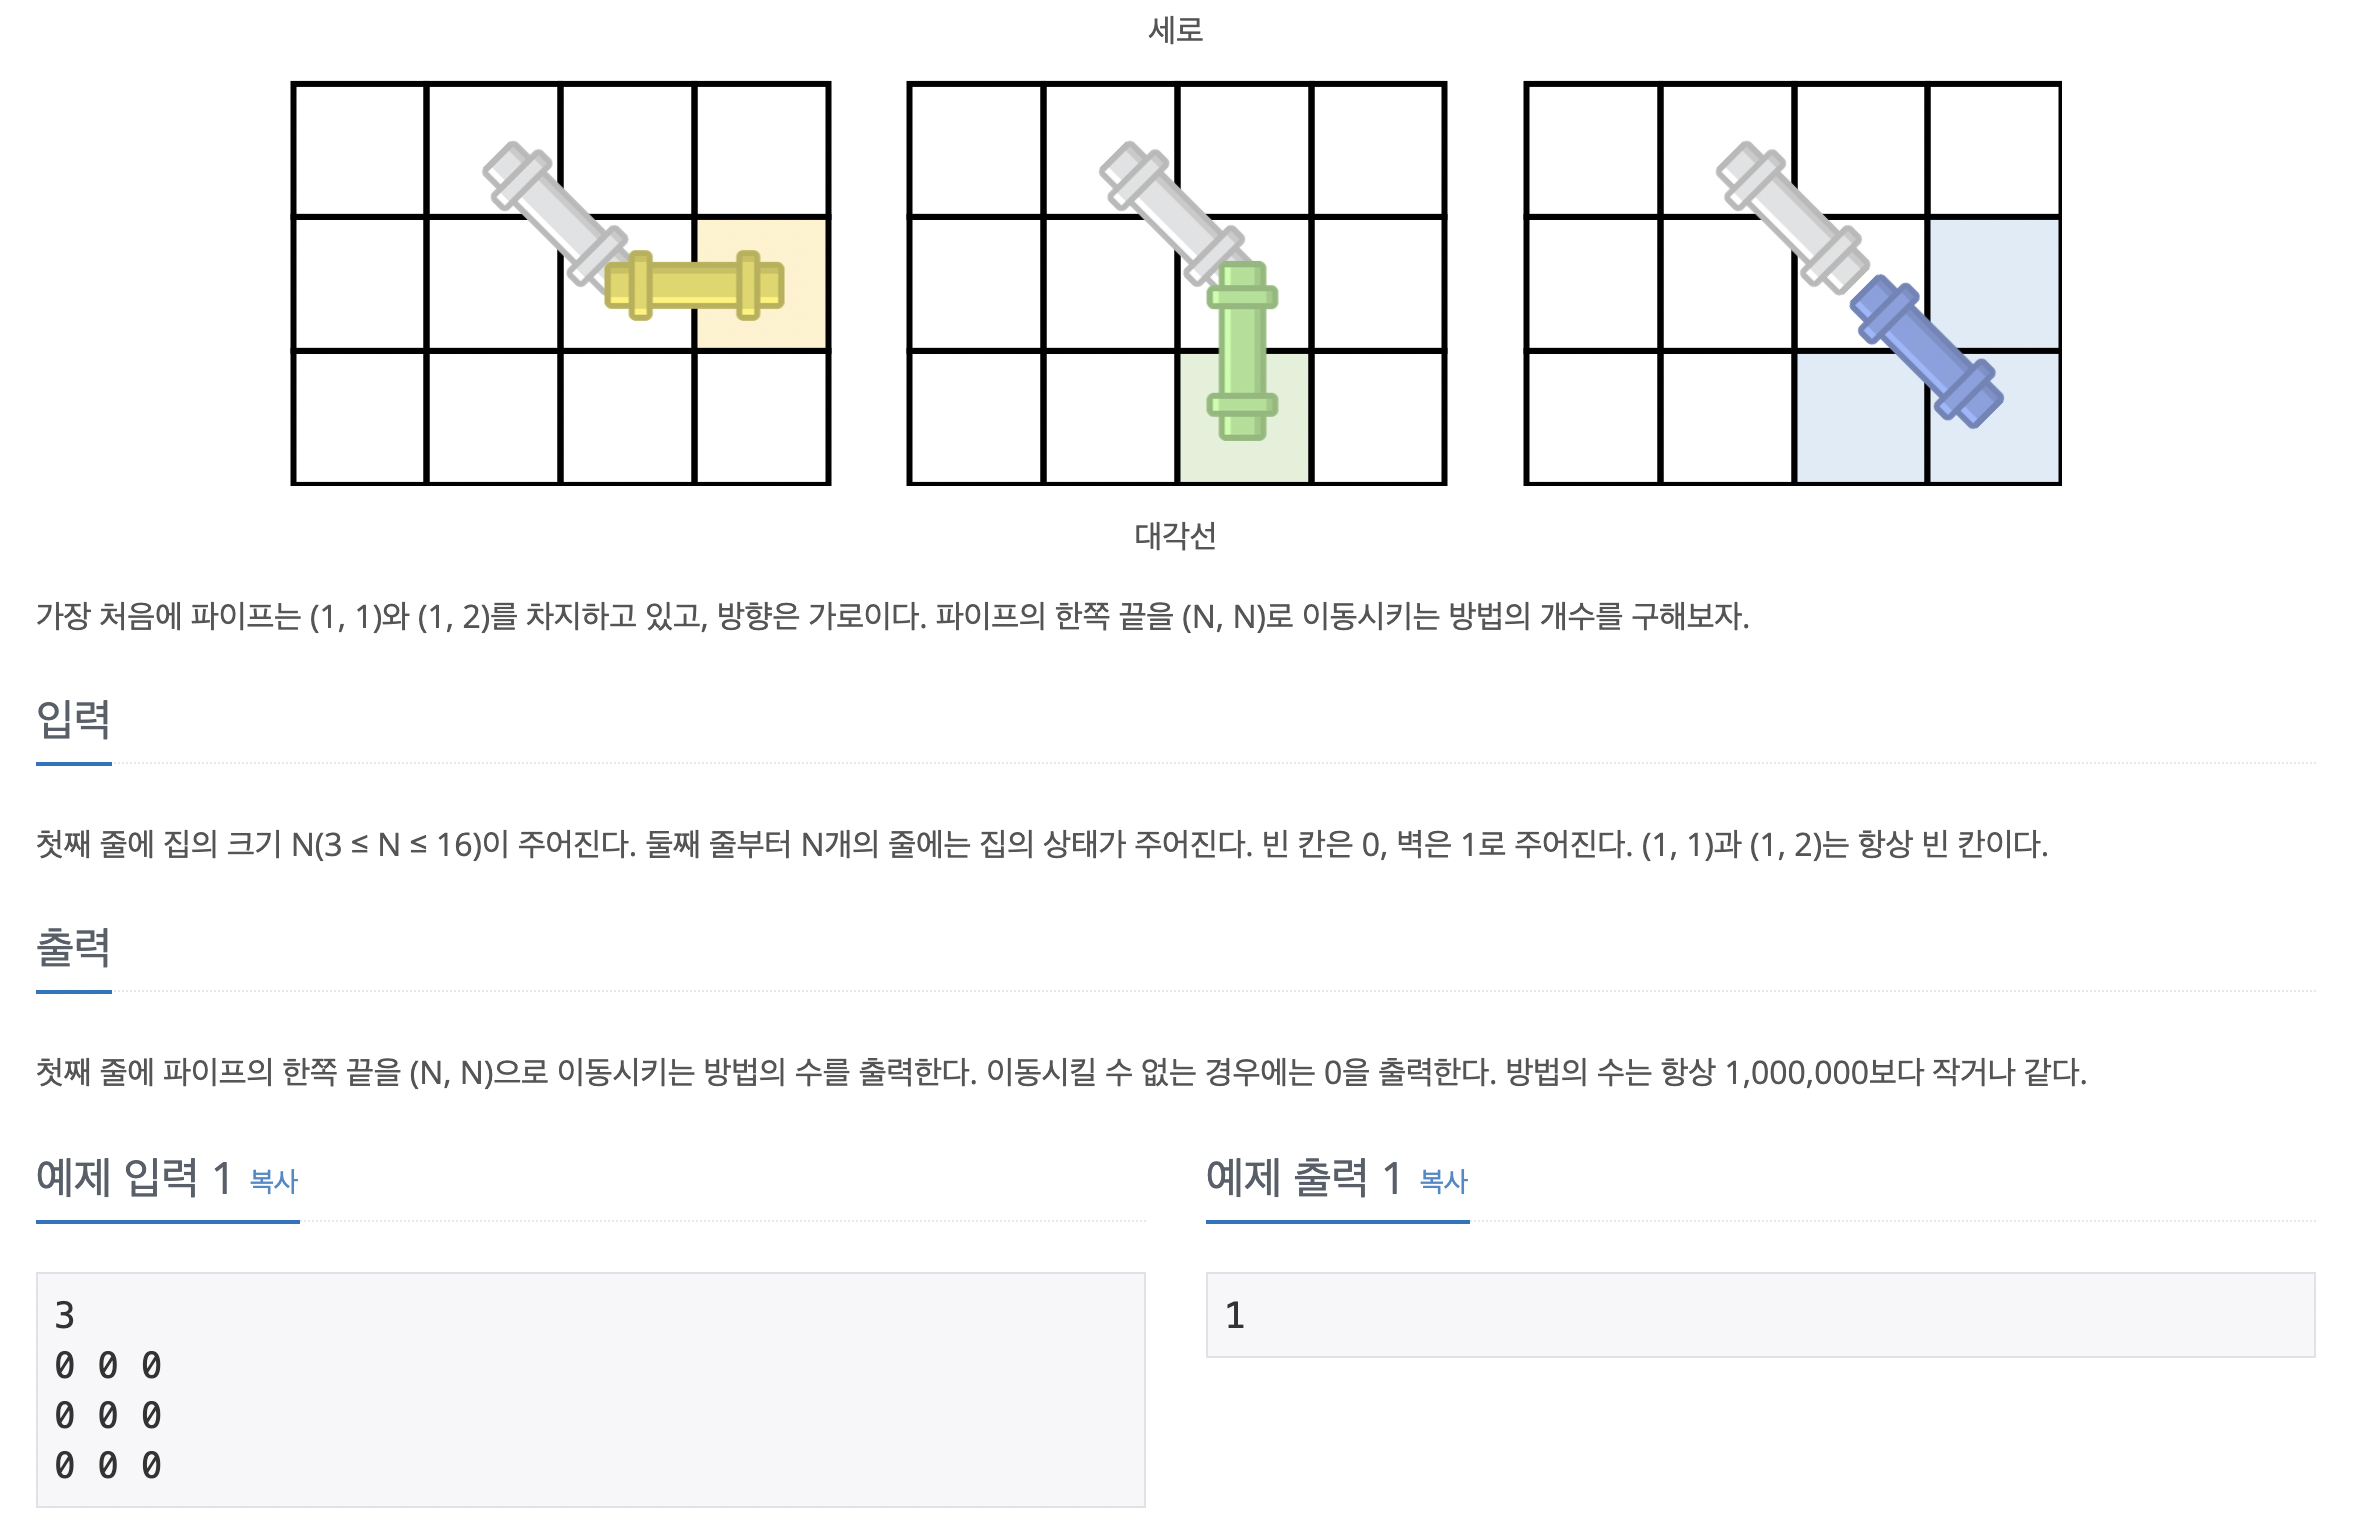 세로
대각선
가장 처음에 파이프는 (1, 1)와 (1, 2)를 차지하고 있고, 방향은 가로이다. 파이프의 한쪽 끝을 (N, N)로 이동시키는 방법의 개수를 구해보자.
입력
첫째 줄에 집의 크기 N(3 ≤ N ≤ 16)이 주어진다. 둘째 줄부터 N개의 줄에는 집의 상태가 주어진다. 빈 칸은 0, 벽은 1로 주어진다. (1, 1)과 (1, 2)는 항상 빈 칸이다.
출력
첫째 줄에 파이프의 한쪽 끝을 (N, N)으로 이동시키는 방법의 수를 출력한다. 이동시킬 수 없는 경우에는 0을 출력한다. 방법의 수는 항상 1,000,000보다 작거나 같다.
예제 입력 1 복사
3
0 0 0
0 0 0
0 0 0
예제 출력 1 복사
1